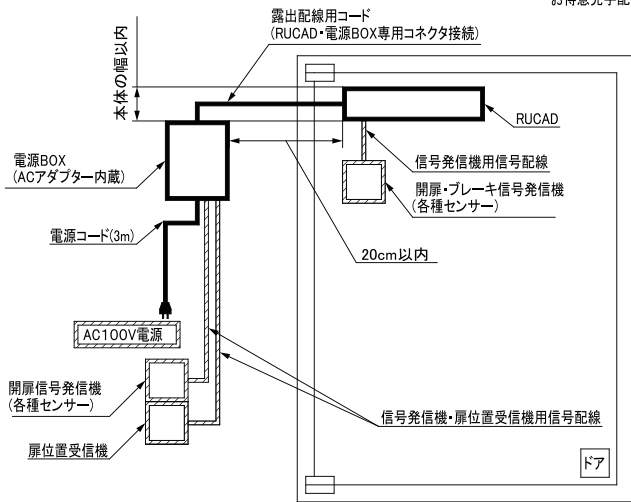 露出配線用コード
(RUCAD・電源BOX専用コネクタ接続)
本体の幅以内
RUCAD
電源BOX
(ACアダプター内蔵)
信号発信機用信号配線
開扉・ブレーキ信号発信機
(各種センサー)
電源コード(3m)
20cm以内
AC100V電源
開扉信号発信機
(各種センサー)
信号発信機・扉位置受信機用信号配線
扉位置受信機
ドア